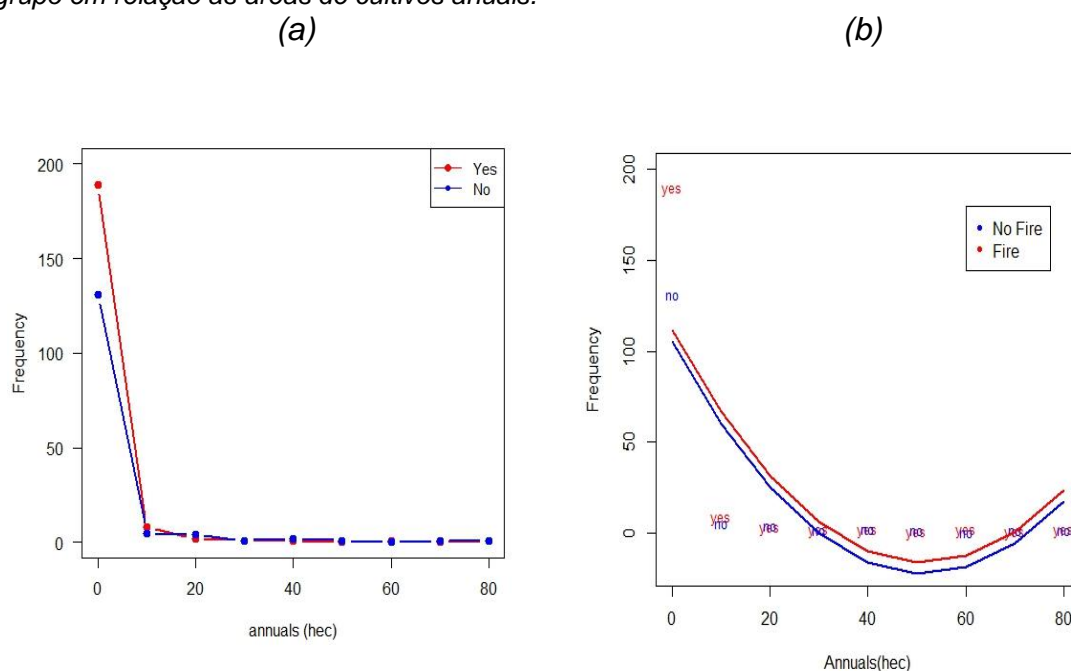 grupo em relação às áreas do cultivos anuais.
(a) (b)
200
150
100
50
0
Frequency
0 20 40 60 80
annuals (hec)
Yes
No
200
150
100
50
0
Frequency
0 20 40 60 80
Annuals(hec)
No Fire
Fire
yes
no
yes
no